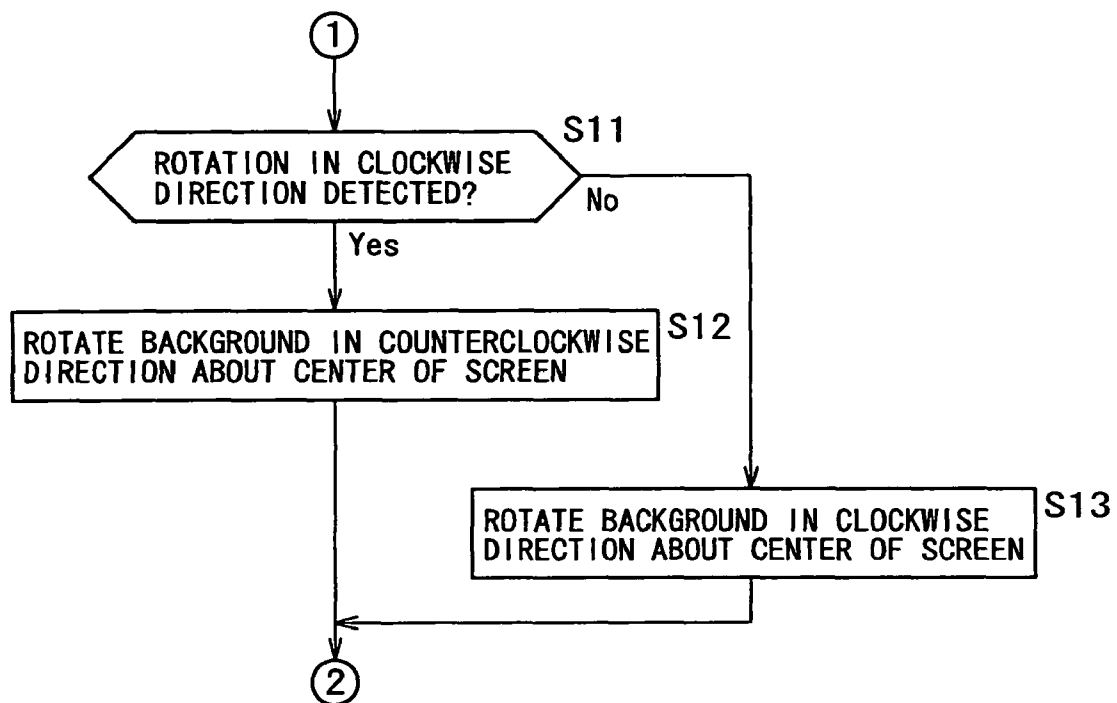 1
S11
ROTATION IN CLOCKWISE
DIRECTION DETECTED?
No
Yes
S12
ROTATE BACKGROUND IN COUNTERCLOCKWISE
DIRECTION ABOUT CENTER OF SCREEN
S13
ROTATE BACKGROUND IN CLOCKWISE
DIRECTION ABOUT CENTER OF SCREEN
2